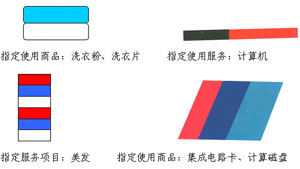 指定使用商品：洗衣粉、洗衣片
指定使用服务：计算机
指定服务项目：美发
指定使用商品：集成电路卡、计算磁盘